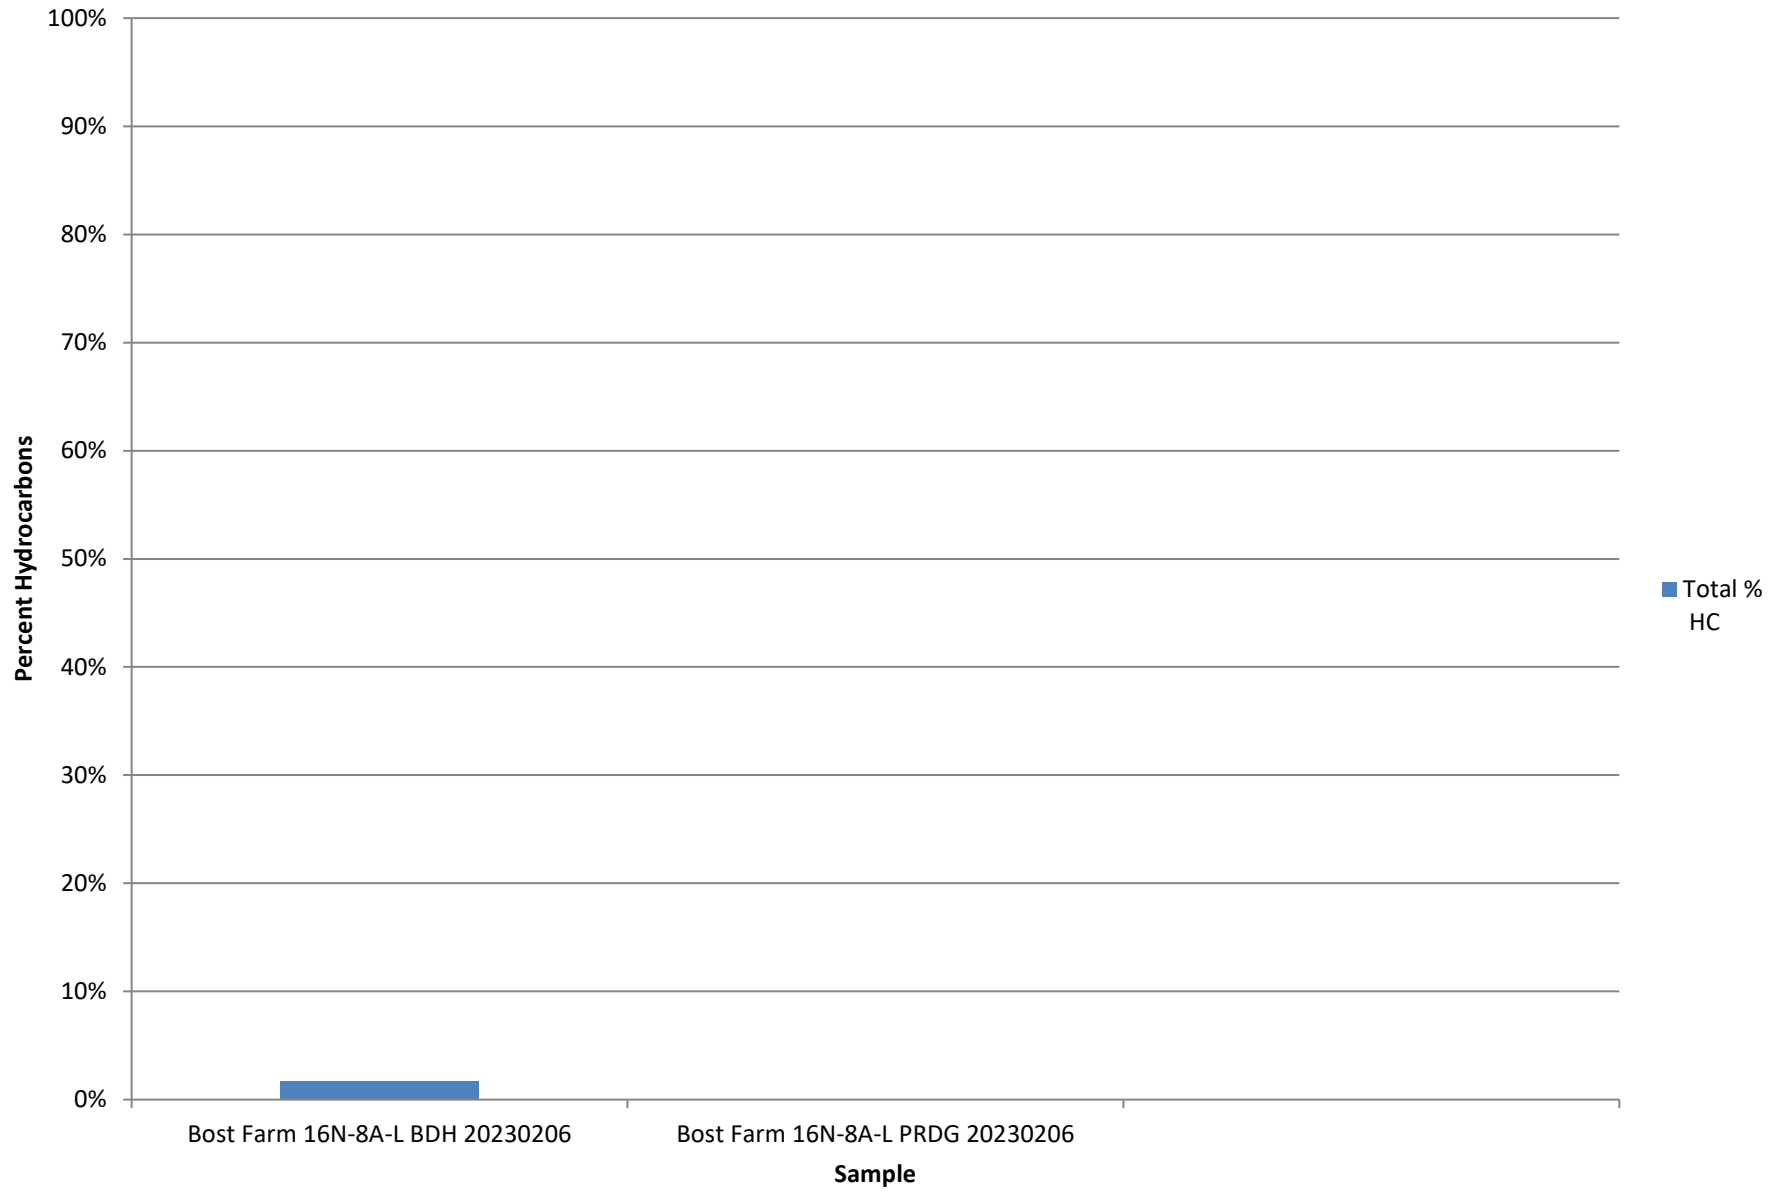 100%
90%
80%
70%
60%
50%
40%
30%
20%
10%
0%
Percent Hydrocarbons
Bost Farm 16N-8A-L BDH 20230206
Bost Farm 16N-8A-L PRDG 20230206
Sample
Total %
HC